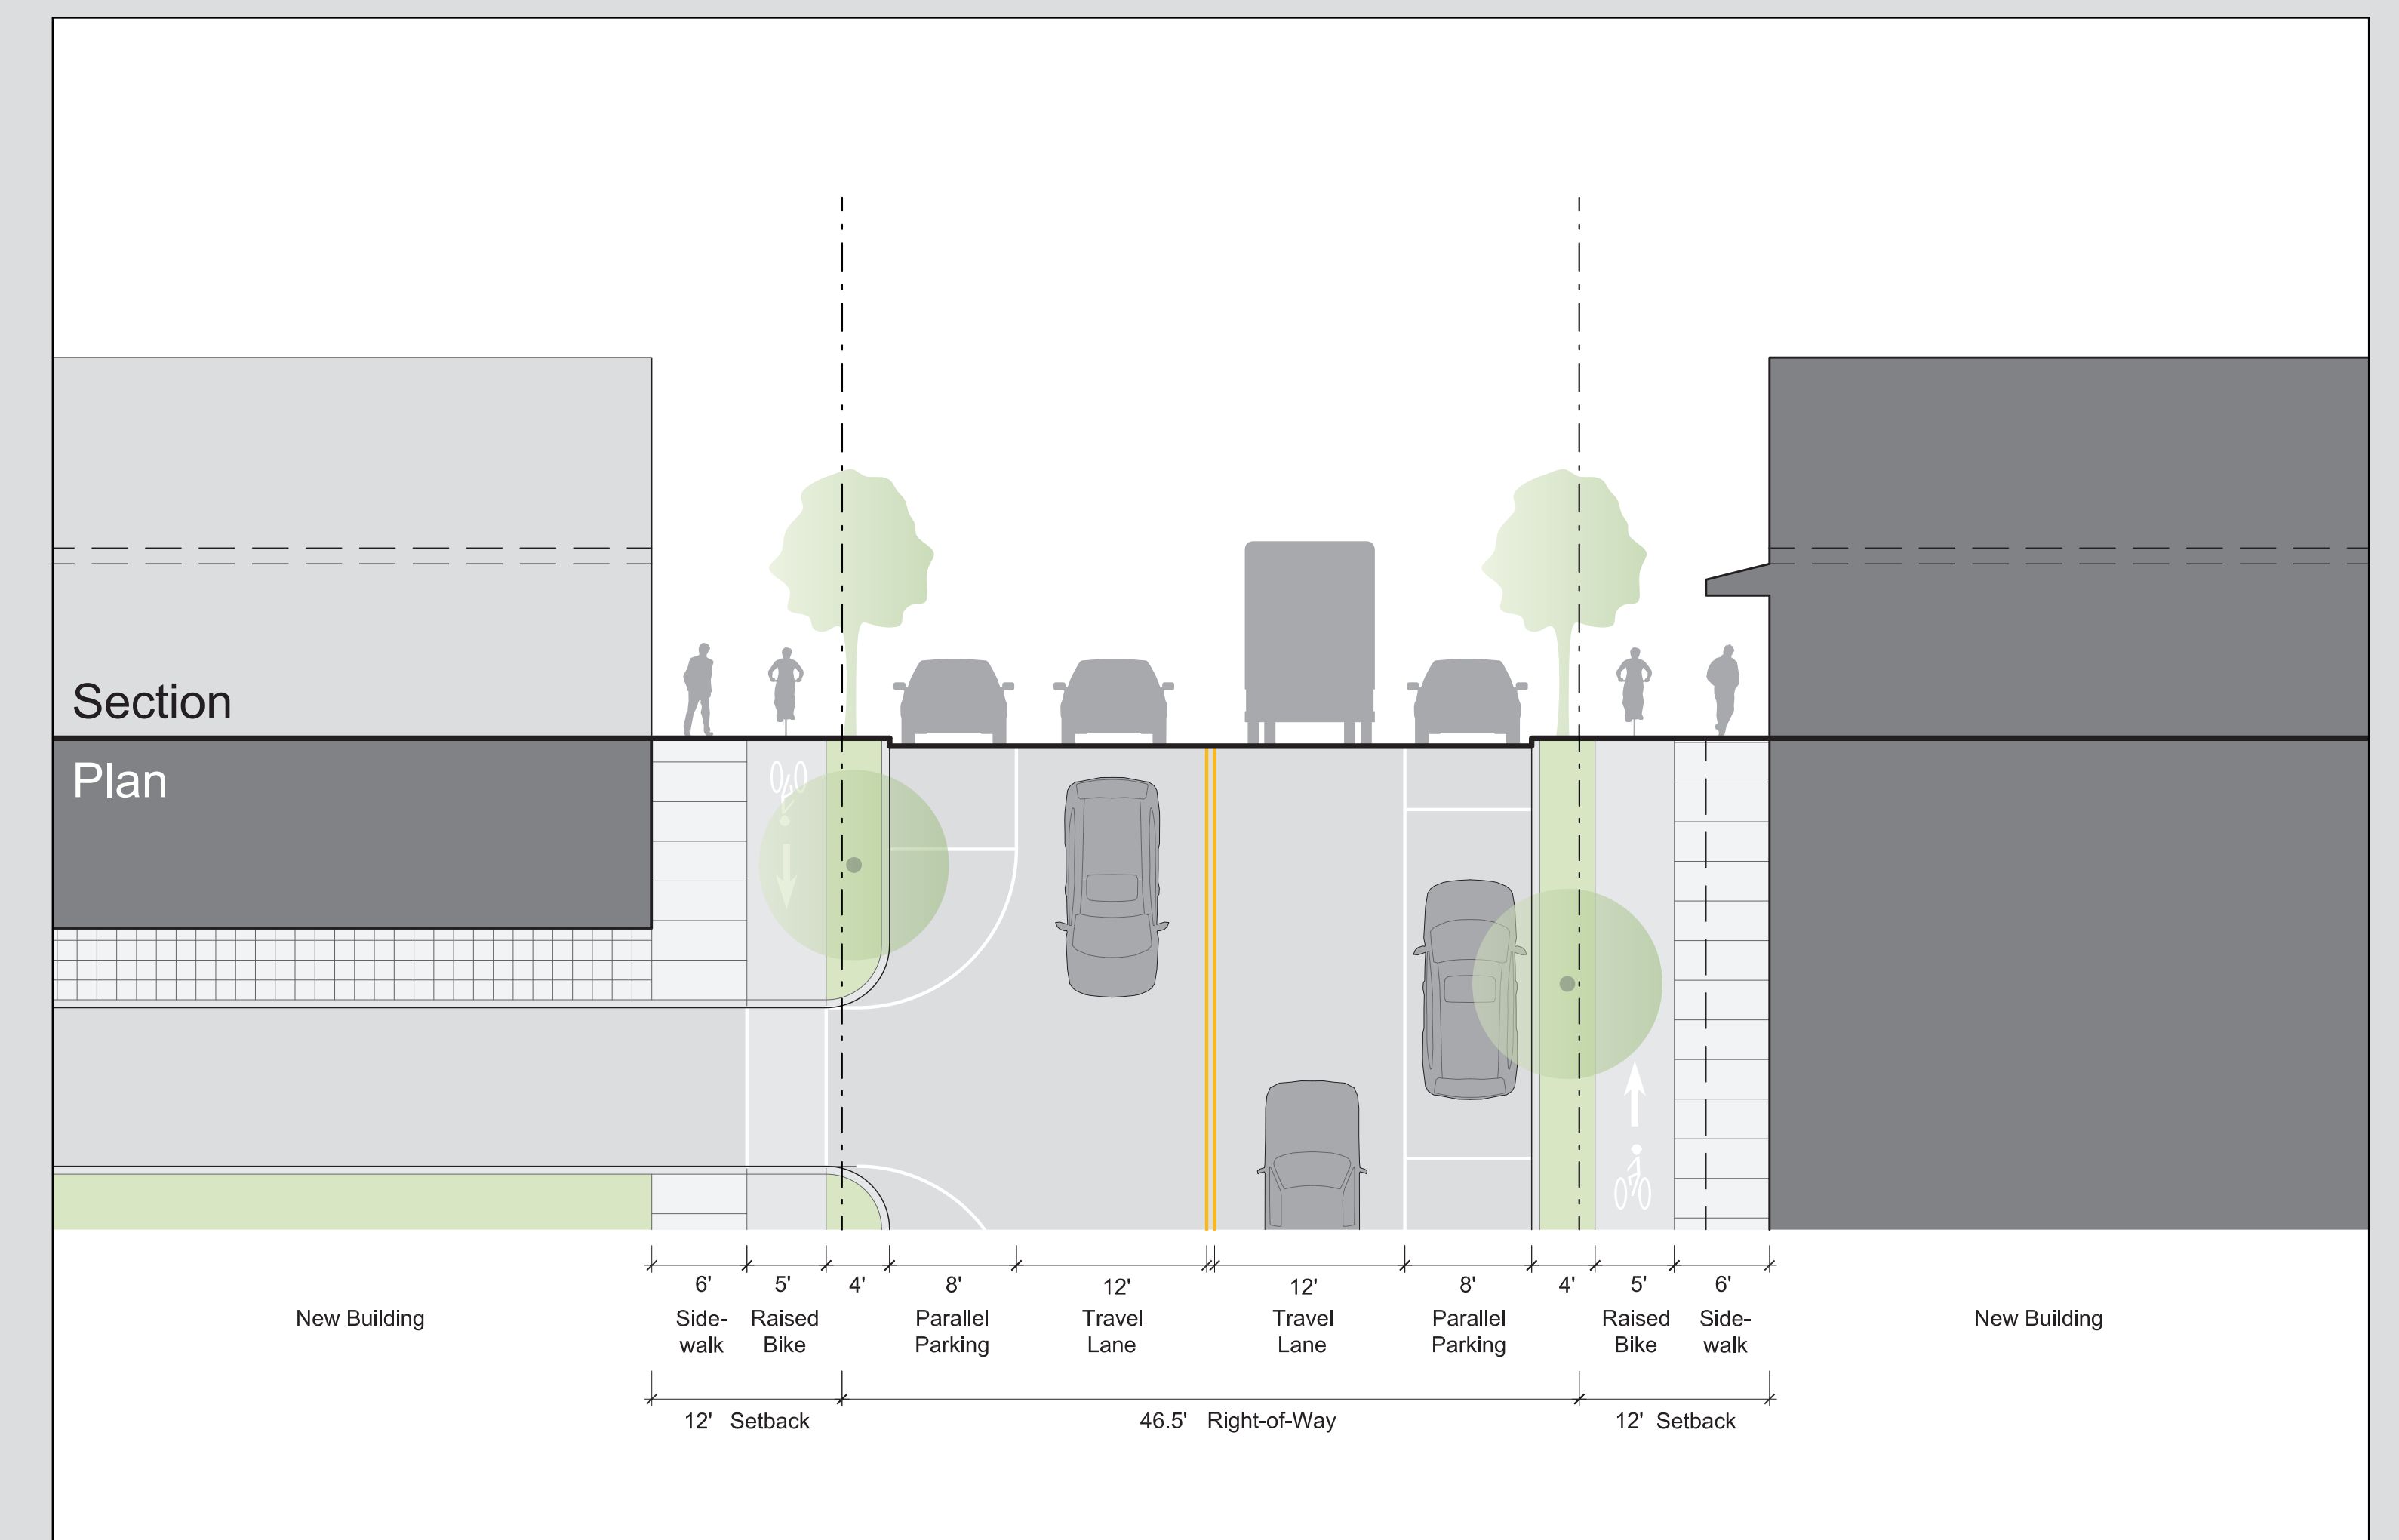 Section
Plan
6' 5' 4' 8' 12' 12' 8' 4' 5' 6'
New Building Side- Raised Parallel Travel Travel Parallel Raised Side- New Building
walk Bike Parking Lane Lane Parking Bike walk
12' Setback 46.5' Right-of-Way 12' Setback